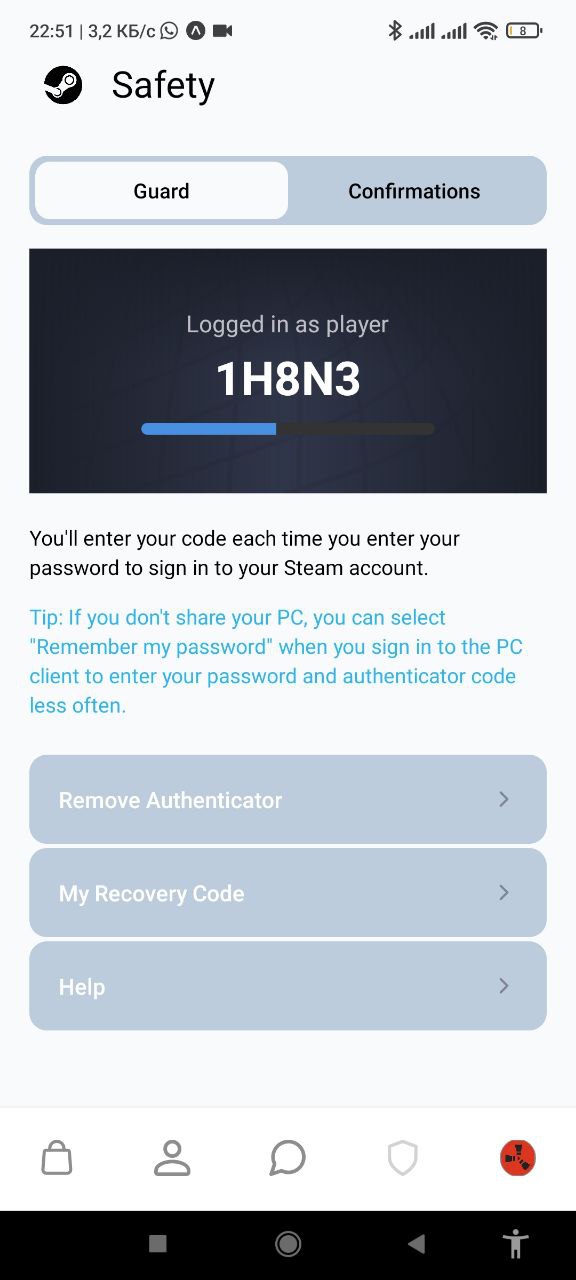 22:51 | 3,2 КБ/с 8
Safety
Guard Confirmations
Logged in as player
1H8N3
You'll enter your code each time you enter your
password to sign in to your Steam account.
Tip: If you don't share your PC, you can select
"Remember my password" when you sign in to the PC
client to enter your password and authenticator code
less often.
Remove Authenticator
My Recovery Code
Help